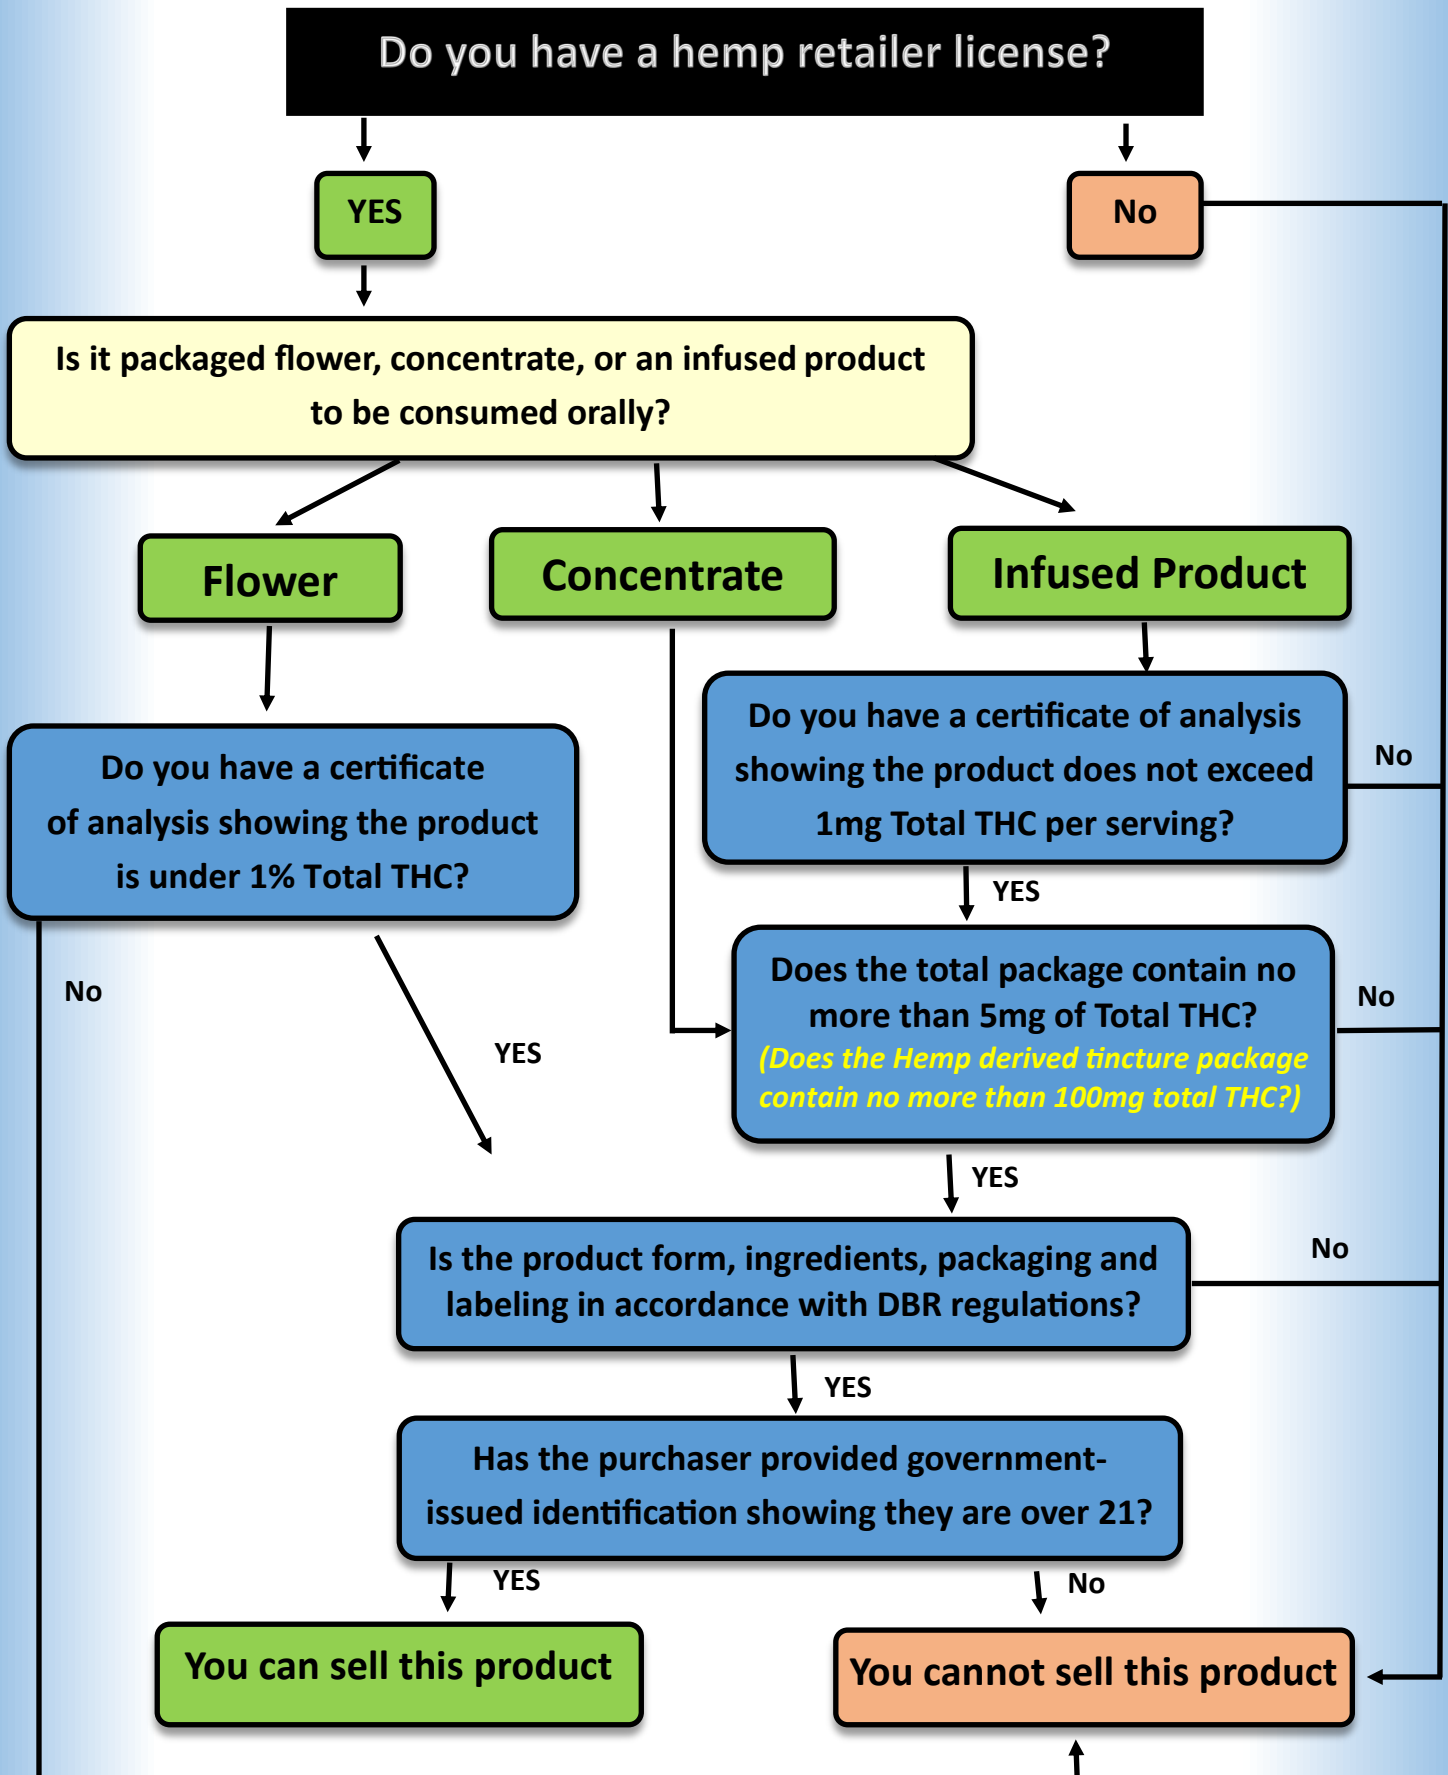 Do you have a hemp retailer license?
YES
No
Is it packaged flower, concentrate, or an infused product
to be consumed orally?
Flower
Concentrate
Infused Product
Do you have a certificate
of analysis showing the product
is under 1% Total THC?
Do you have a certificate of analysis
showing the product does not exceed
1mg Total THC per serving?
No
YES
No
YES
Does the total package contain no
more than 5mg of Total THC?
(Does the Hemp derived tincture package
contain no more than 100mg total THC?)
No
YES
Is the product form, ingredients, packaging and
labeling in accordance with DBR regulations?
No
YES
Has the purchaser provided government-
issued identification showing they are over 21?
YES
No
You can sell this product
You cannot sell this product